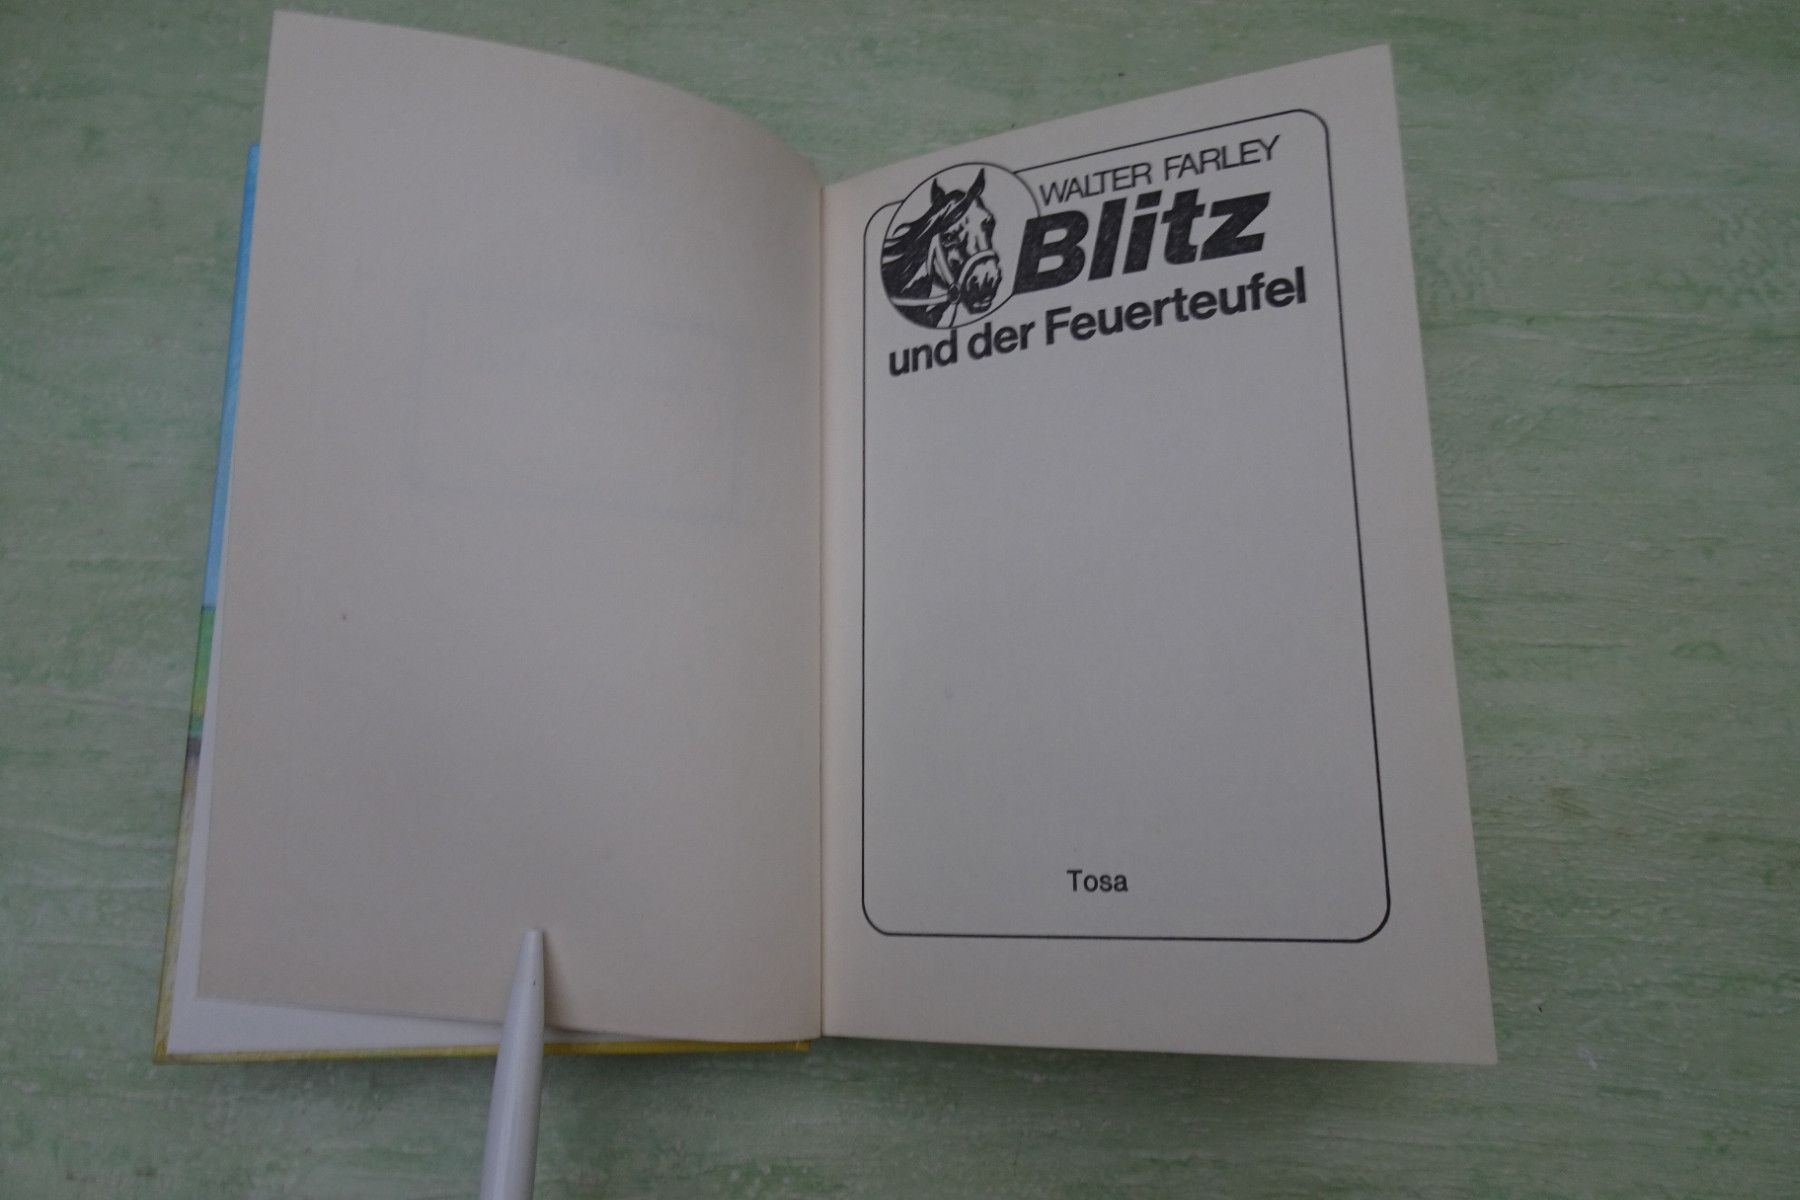 WALTER FARLEY
Blitz
und der Feuerteufel
Tosa